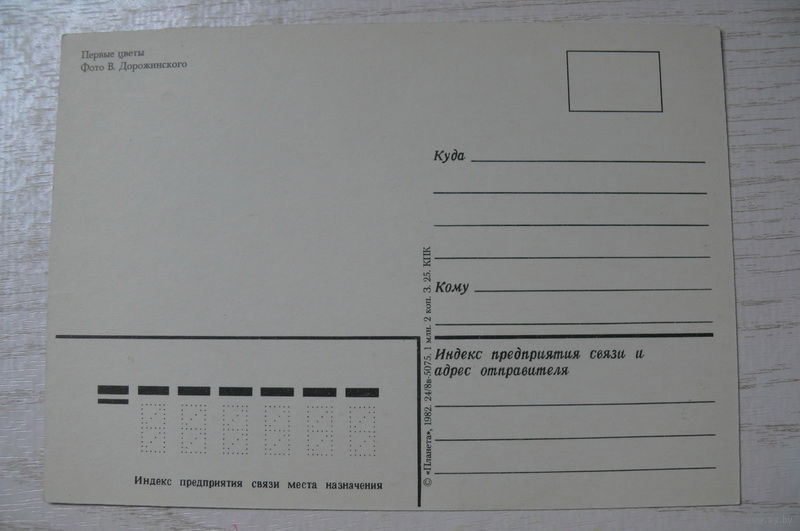 Первые цветы
Фото В. Дорожинского
Куда
Кому
© «Планета», 1982. 24/8в-5075. 1 млн. 2 коп. З. 25. КПК
Индекс предприятия связи и
адрес отправителя
Индекс предприятия связи места назначения